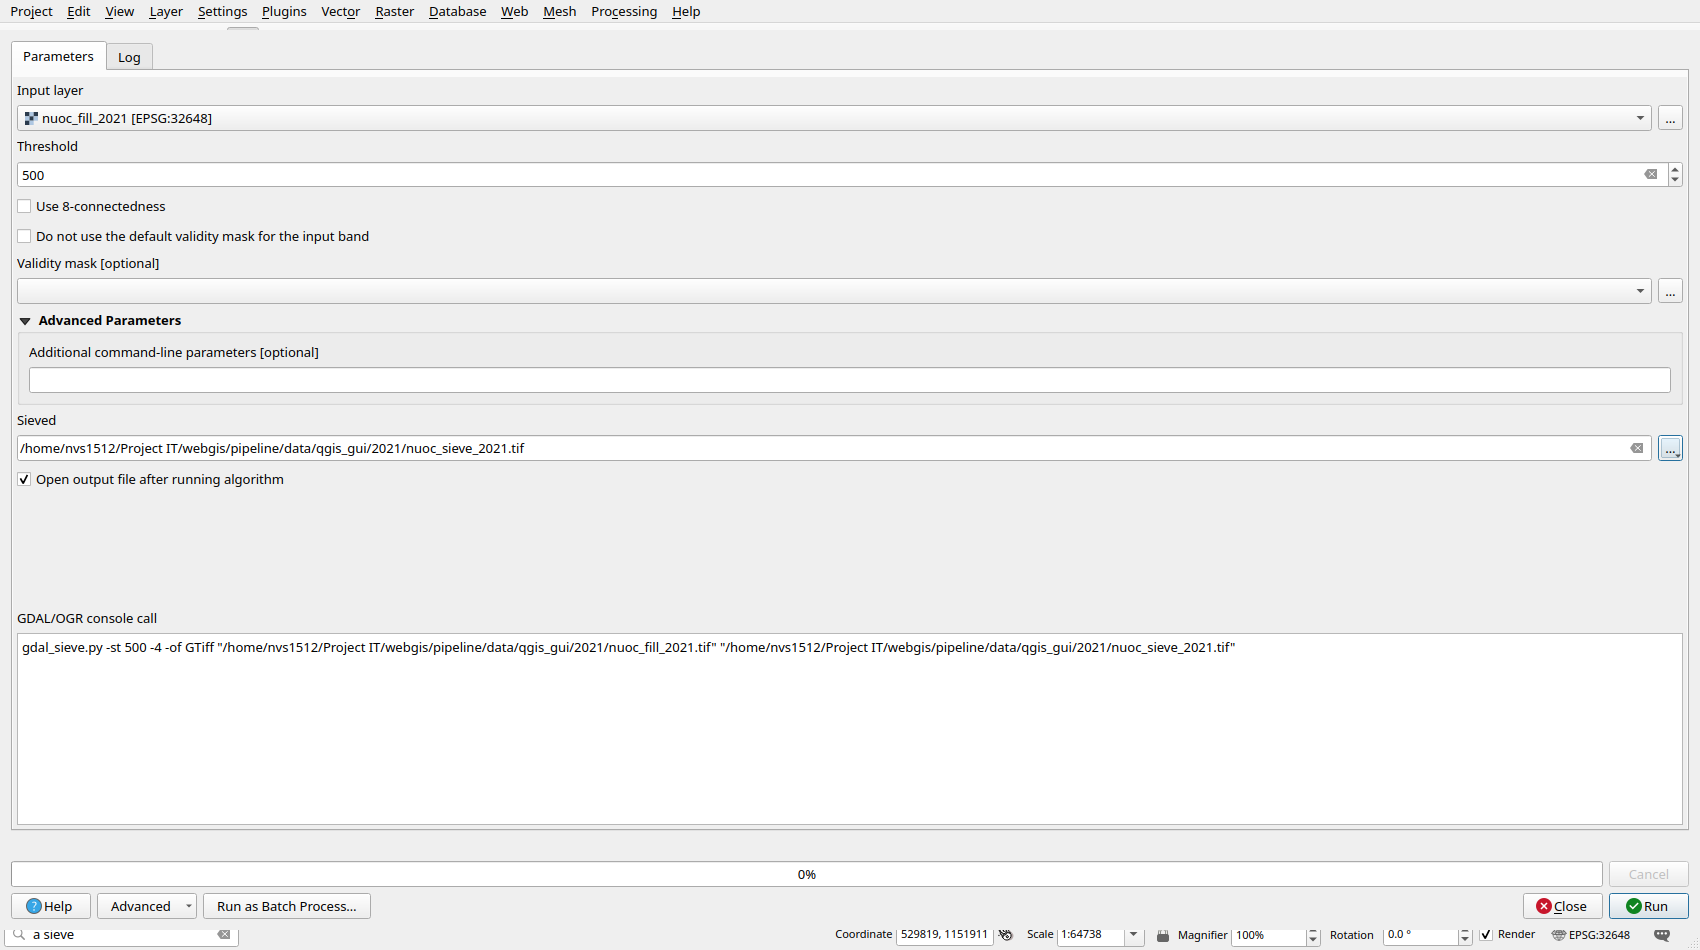 Project Edit View Layer Settings Plugins Vector Raster Database Web Mesh Processing Help
Parameters Log
Input layer
nuoc_fill_2021 [EPSG:32648] ...
Threshold
500
Use 8-connectedness
Do not use the default validity mask for the input band
Validity mask [optional]
...
Advanced Parameters
Additional command-line parameters [optional]
Sieved
/home/nvs1512/Project IT/webgis/pipeline/data/qgis_gui/2021/nuoc_sieve_2021.tif ...
Open output file after running algorithm
GDAL/OGR console call
gdal_sieve.py -st 500 -4 -of GTiff "/home/nvs1512/Project IT/webgis/pipeline/data/qgis_gui/2021/nuoc_fill_2021.tif" "/home/nvs1512/Project IT/webgis/pipeline/data/qgis_gui/2021/nuoc_sieve_2021.tif"
0% Cancel
Help Advanced Run as Batch Process... Close Run
a sieve Coordinate 529819, 1151911 Scale 1:64738 Magnifier 100% Rotation 0.0 ° Render EPSG:32648